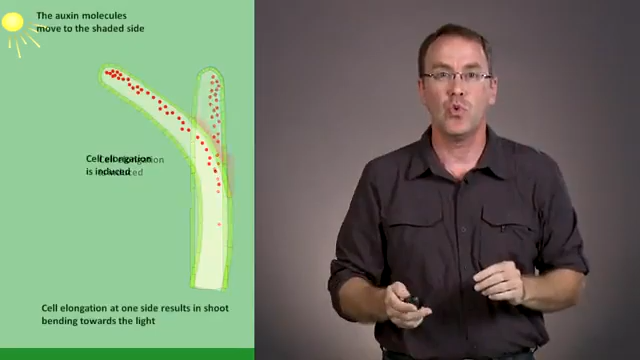 The auxin molecules
move to the shaded side
Cell elongation
is induced
Cell elongation at one side results in shoot
bending towards the light